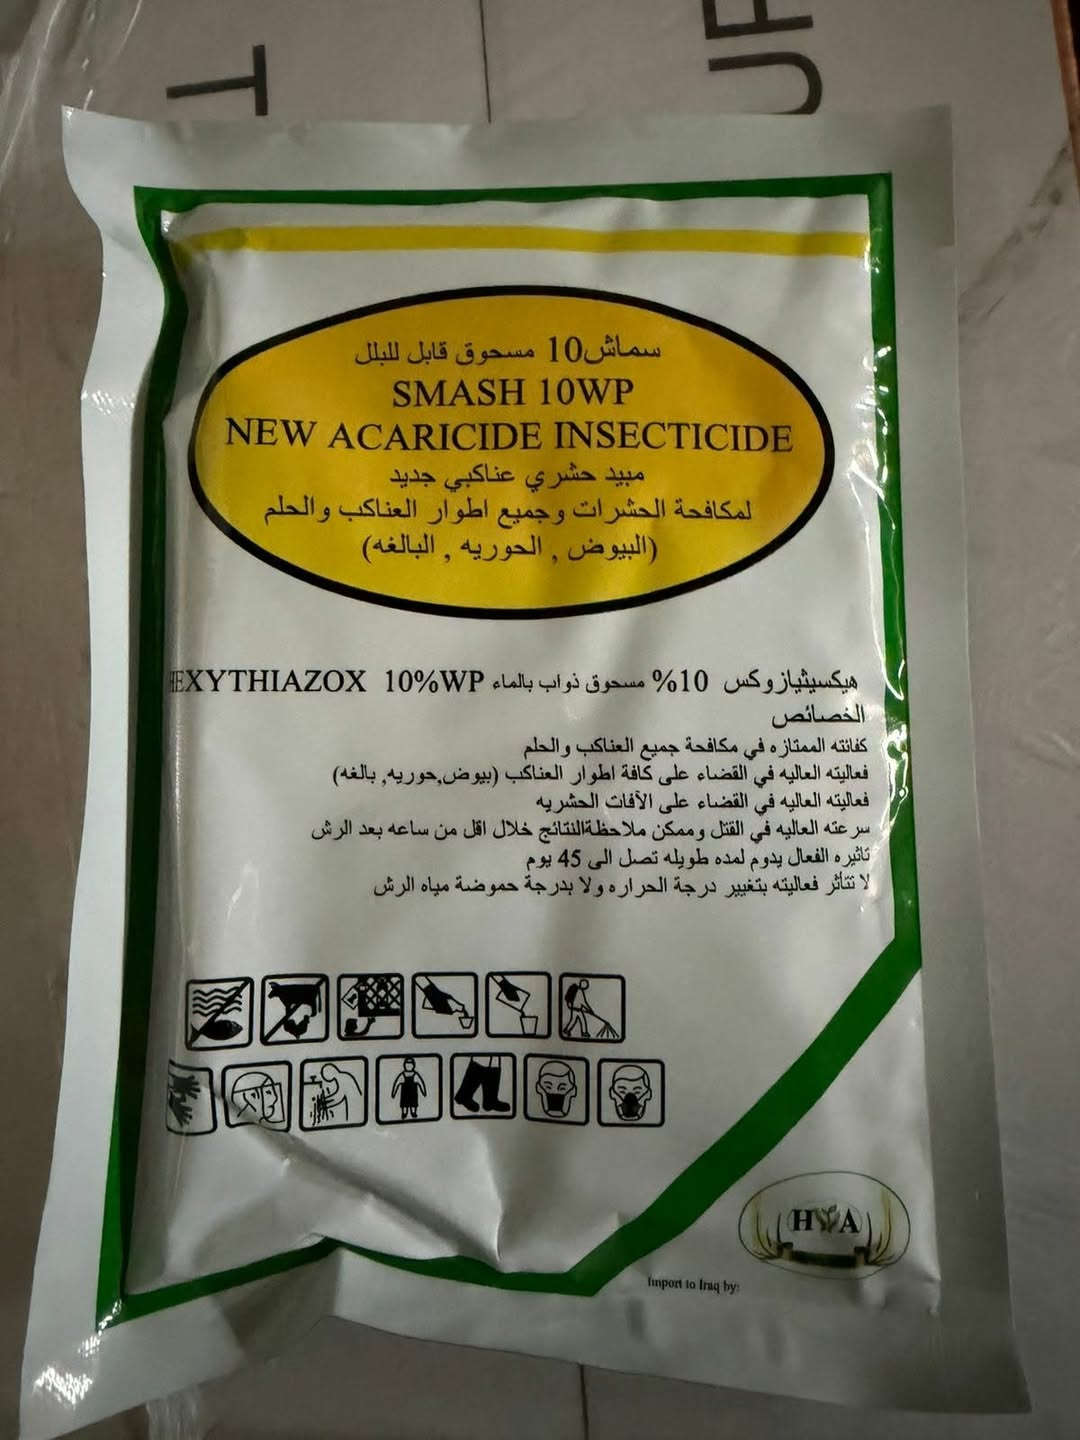 سماش10 مسحوق قابل للبلل
SMASH 10WP
NEW ACARICIDE INSECTICIDE
مبيد حشري عناكبي جديد
لمكافحة الحشرات وجميع اطوار العناكب والحلم
(البيوض , الحوريه , البالغه)
هيكسيثيازوكس 10% مسحوق ذواب بالماء HEXYTHIAZOX 10%WP
الخصائص
كفائته الممتازه في مكافحة جميع العناكب والحلم
فعاليته العاليه في القضاء على كافة اطوار العناكب (بيوض,حوريه, بالغه)
فعاليته العاليه في القضاء على الآفات الحشريه
سرعته العاليه في القتل وممكن ملاحظةالنتائج خلال اقل من ساعه بعد الرش
تاثيره الفعال يدوم لمده طويله تصل الى 45 يوم
لا تتأثر فعاليته بتغيير درجة الحراره ولا بدرجة حموضة مياه الرش
H A
Import to Iraq by: